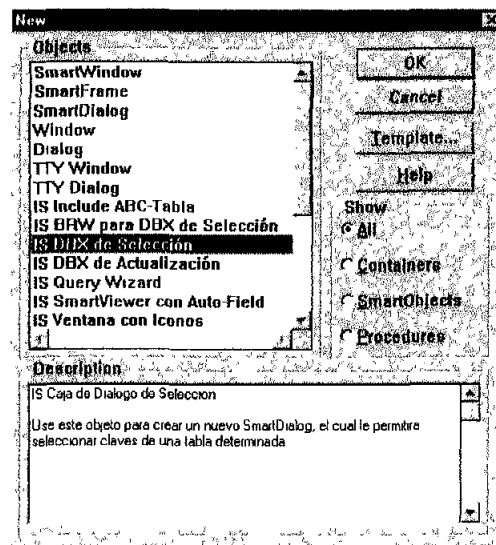 New
Objects
SmartWindow
SmartFrame
SmartDialog
Window
Dialog
TTY Window
TTY Dialog
IS Include ABC-Tabla
IS BRW para DBX de Selección
IS DBX de Selección
IS DBX de Actualización
IS Query Wizard
IS SmartViewer con Auto-Field
IS Ventana con Iconos
OK
Cancel
Template...
Help
Show
All
Containers
SmartObjects
Procedures
Description
IS Caja de Dialogo de Seleccion
Use este objeto para crear un nuevo SmartDialog, el cual le permitira
seleccionar claves de una tabla determinada